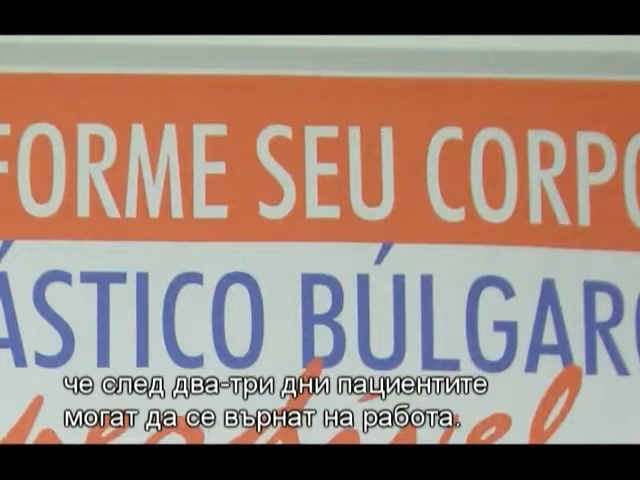 FORME SEU CORPO
ÁSTICO BÚLGARO
че след два-три дни пациентите
могат да се върнат на работа.